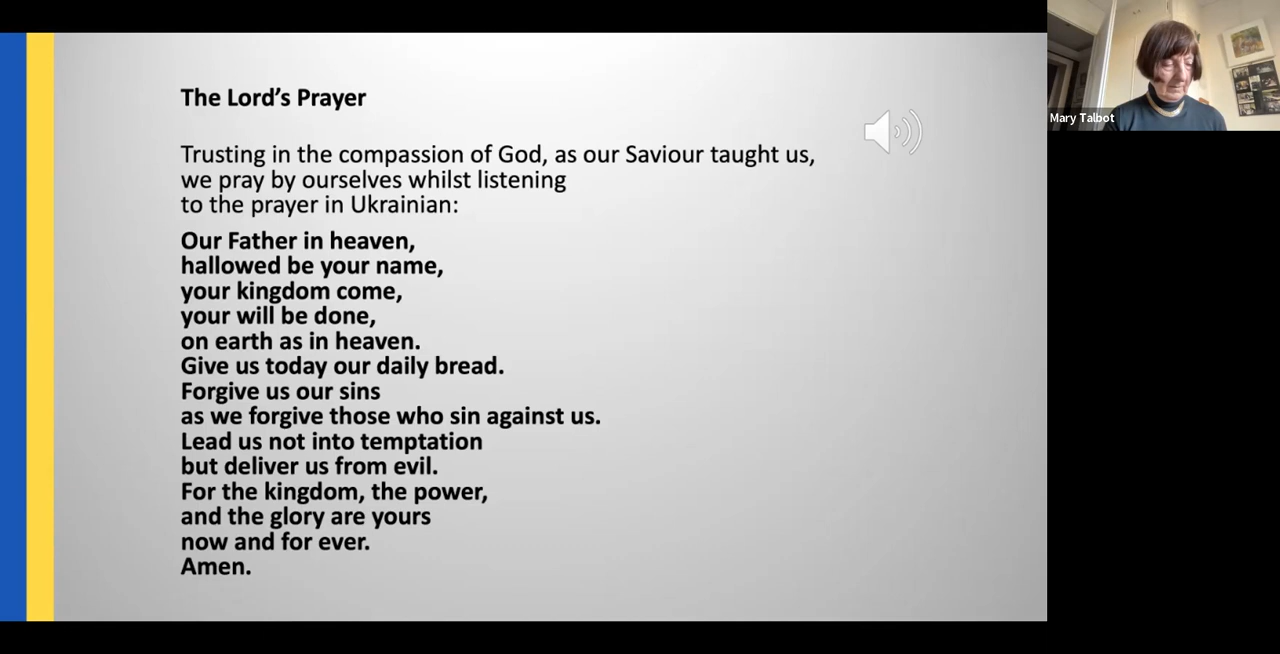 The Lord's Prayer
Trusting in the compassion of God, as our Saviour taught us,
we pray by ourselves whilst listening
to the prayer in Ukrainian:
Our Father in heaven,
hallowed be your name,
your kingdom come,
your will be done,
on earth as in heaven.
Give us today our daily bread.
Forgive us our sins
as we forgive those who sin against us.
Lead us not into temptation
but deliver us from evil.
For the kingdom, the power,
and the glory are yours
now and for ever.
Amen.
Mary Talbot